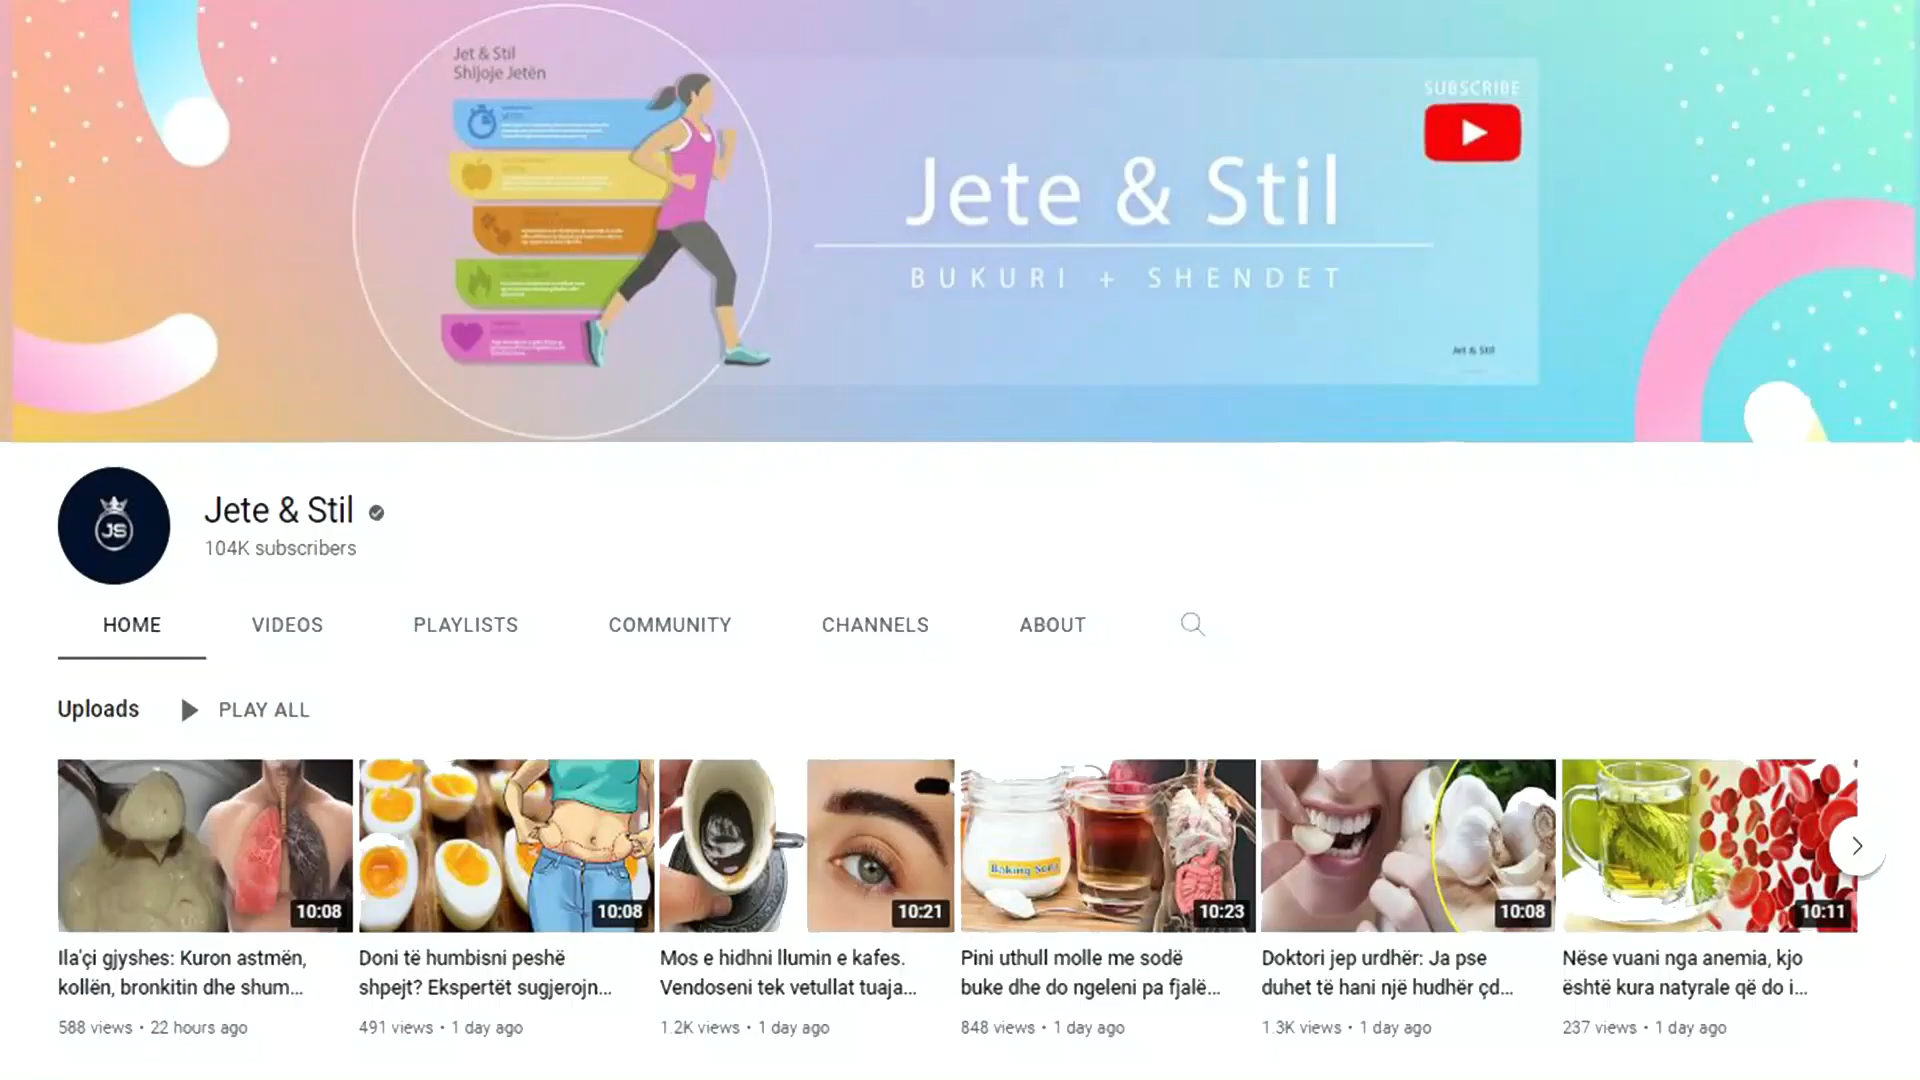 Jet & Stil
Shijoje Jetën
SUBSCRIBE
Jete & Stil
BUKURI + SHENDET
Jet & Stil
JS
Jete & Stil
104K subscribers
HOME VIDEOS PLAYLISTS COMMUNITY CHANNELS ABOUT
Uploads PLAY ALL
Baking Soda
10:08 10:08 10:21 10:23 10:08 10:11
Ila'çi gjyshes: Kuron astmën,
kollën, bronkitin dhe shum...
588 views • 22 hours ago
Doni të humbisni peshë
shpejt? Ekspertët sugjerojn...
491 views • 1 day ago
Mos e hidhni llumin e kafes.
Vendoseni tek vetullat tuaja...
1.2K views • 1 day ago
Pini uthull molle me sodë
buke dhe do ngeleni pa fjalë...
848 views • 1 day ago
Doktori jep urdhër: Ja pse
duhet të hani një hudhër çd...
1.3K views • 1 day ago
Nëse vuani nga anemia, kjo
është kura natyrale që do i...
237 views • 1 day ago